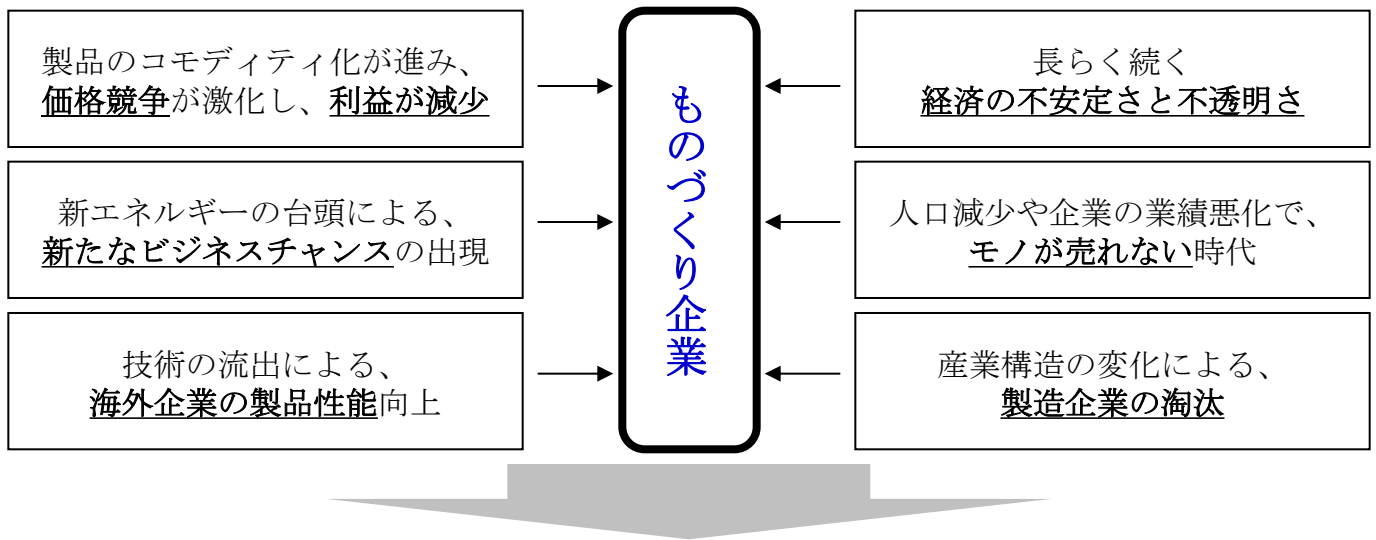 製品のコモディティ化が進み、
価格競争が激化し、利益が減少
新エネルギーの台頭による、
新たなビジネスチャンスの出現
技術の流出による、
海外企業の製品性能向上
ものづくり企業
長らく続く
経済の不安定さと不透明さ
人口減少や企業の業績悪化で、
モノが売れない時代
産業構造の変化による、
製造企業の淘汰